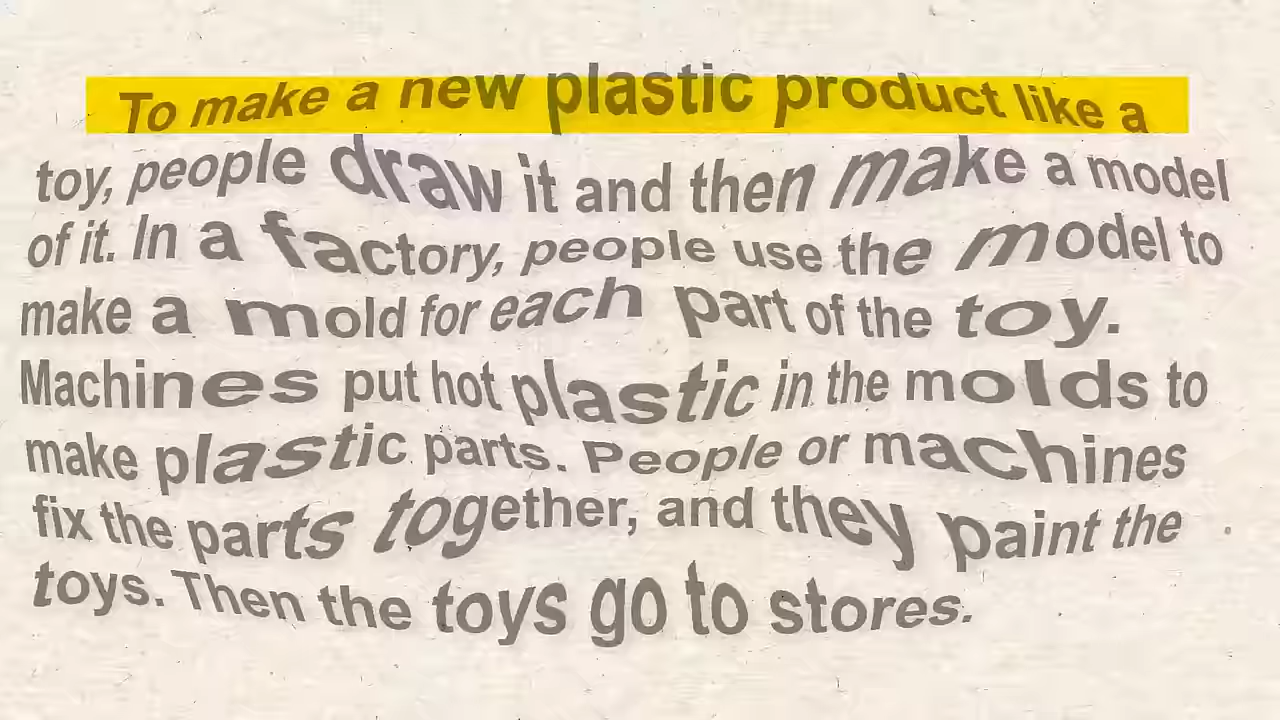 To make a new plastic product like a
toy, people draw it and then make a model
of it. In a factory, people use the model to
make a mold for each part of the toy.
Machines put hot plastic in the molds to
make plastic parts. People or machines
fix the parts together, and they paint the
toys. Then the toys go to stores.